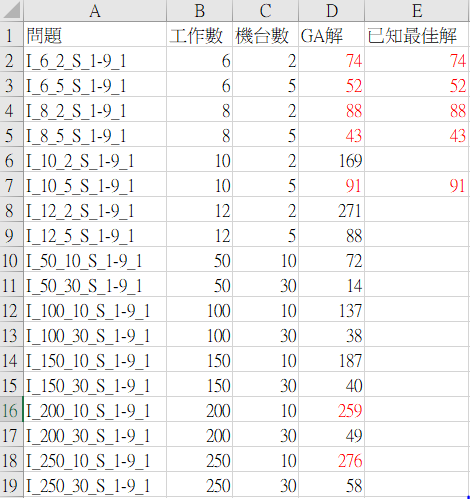 A B C D E
1 問題 工作數 機台數 GA解 已知最佳解
2 I_6_2_S_1-9_1 6 2 74 74
3 I_6_5_S_1-9_1 6 5 52 52
4 I_8_2_S_1-9_1 8 2 88 88
5 I_8_5_S_1-9_1 8 5 43 43
6 I_10_2_S_1-9_1 10 2 169
7 I_10_5_S_1-9_1 10 5 91 91
8 I_12_2_S_1-9_1 12 2 271
9 I_12_5_S_1-9_1 12 5 88
10 I_50_10_S_1-9_1 50 10 72
11 I_50_30_S_1-9_1 50 30 14
12 I_100_10_S_1-9_1 100 10 137
13 I_100_30_S_1-9_1 100 30 38
14 I_150_10_S_1-9_1 150 10 187
15 I_150_30_S_1-9_1 150 30 40
16 I_200_10_S_1-9_1 200 10 259
17 I_200_30_S_1-9_1 200 30 49
18 I_250_10_S_1-9_1 250 10 276
19 I_250_30_S_1-9_1 250 30 58